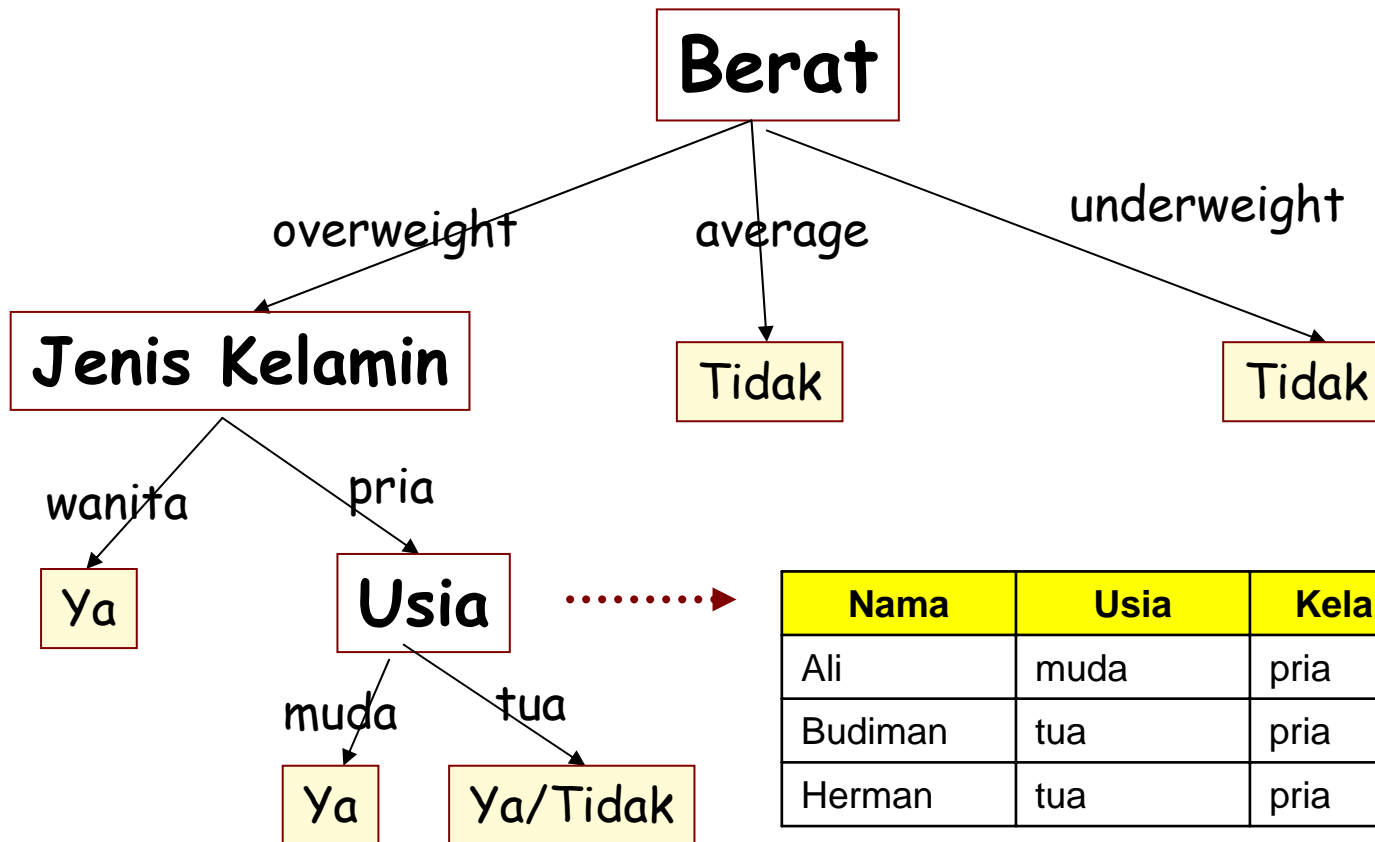 Berat
overweight
average
underweight
Jenis Kelamin
Tidak
Tidak
wanita
pria
Ya
Usia
muda
tua
Ya
Ya/Tidak
Nama Usia Kela
Ali muda pria
Budiman tua pria
Herman tua pria